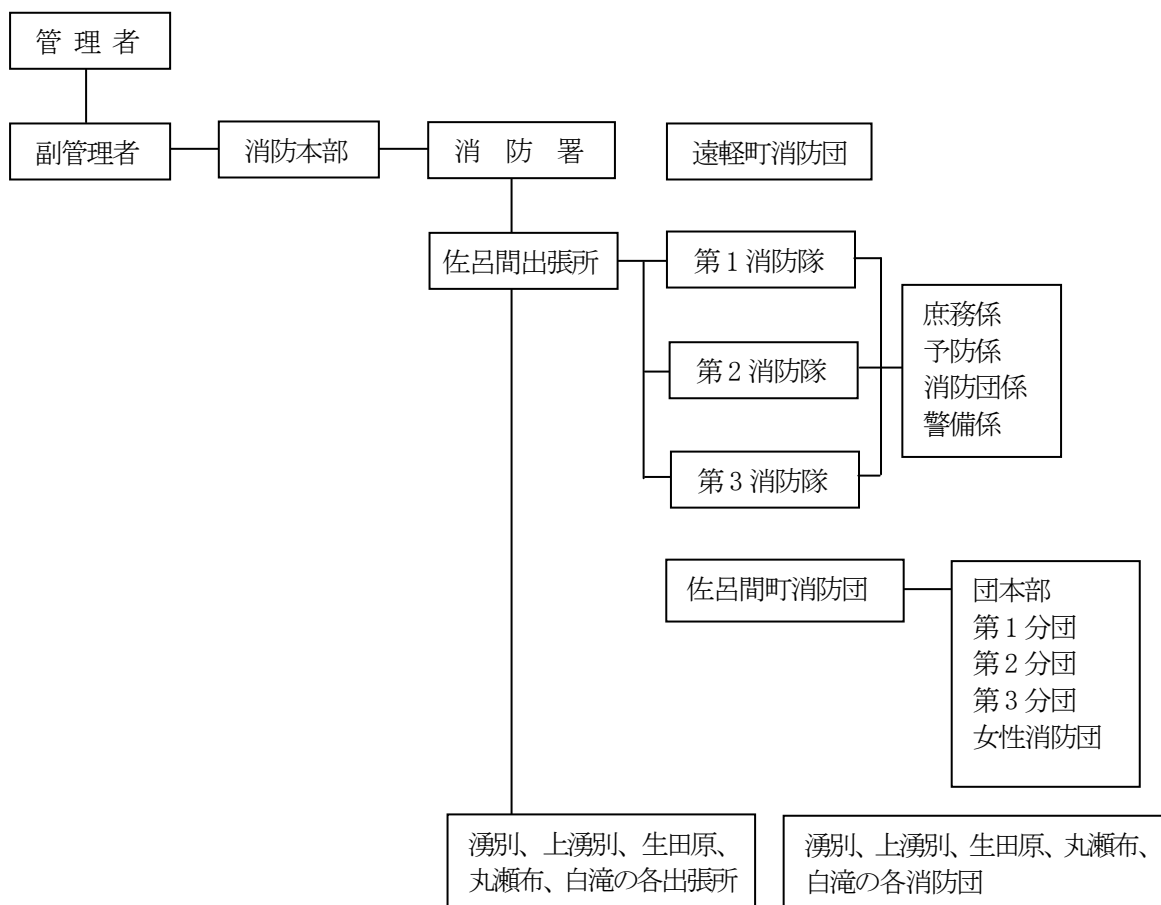 管 理 者
副管理者
消防本部
消 防 署
遠軽町消防団
佐呂間出張所
第1消防隊
第2消防隊
第3消防隊
庶務係
予防係
消防団係
警備係
佐呂間町消防団
団本部
第1分団
第2分団
第3分団
女性消防団
湧別、上湧別、生田原、
丸瀬布、白滝の各出張所
湧別、上湧別、生田原、丸瀬布、
白滝の各消防団